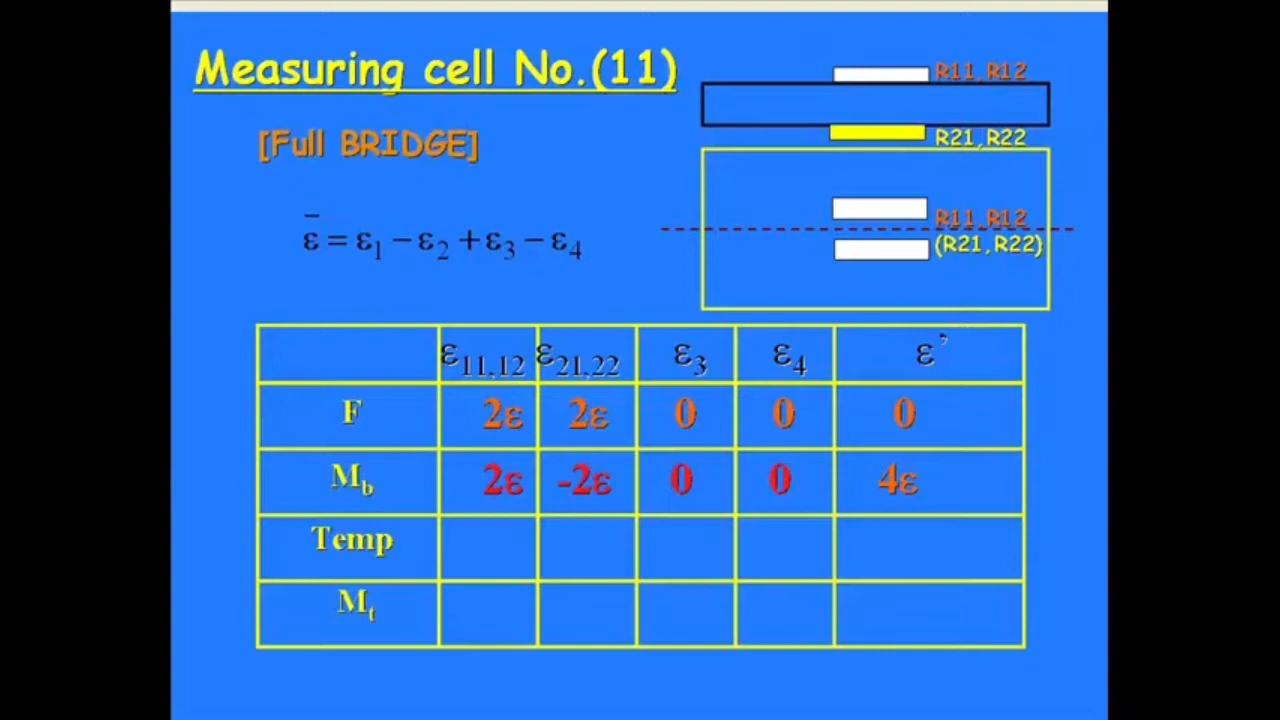 Measuring cell No.(11)
[Full BRIDGE]
R11,R12
R21,R22
R11,R12
(R21,R22)
ε̄ = ε1 − ε2 + ε3 − ε4
ε11,12 ε21,22 ε3 ε4 ε’
F 2ε 2ε 0 0 0
Mb 2ε -2ε 0 0 4ε
Temp
Mt